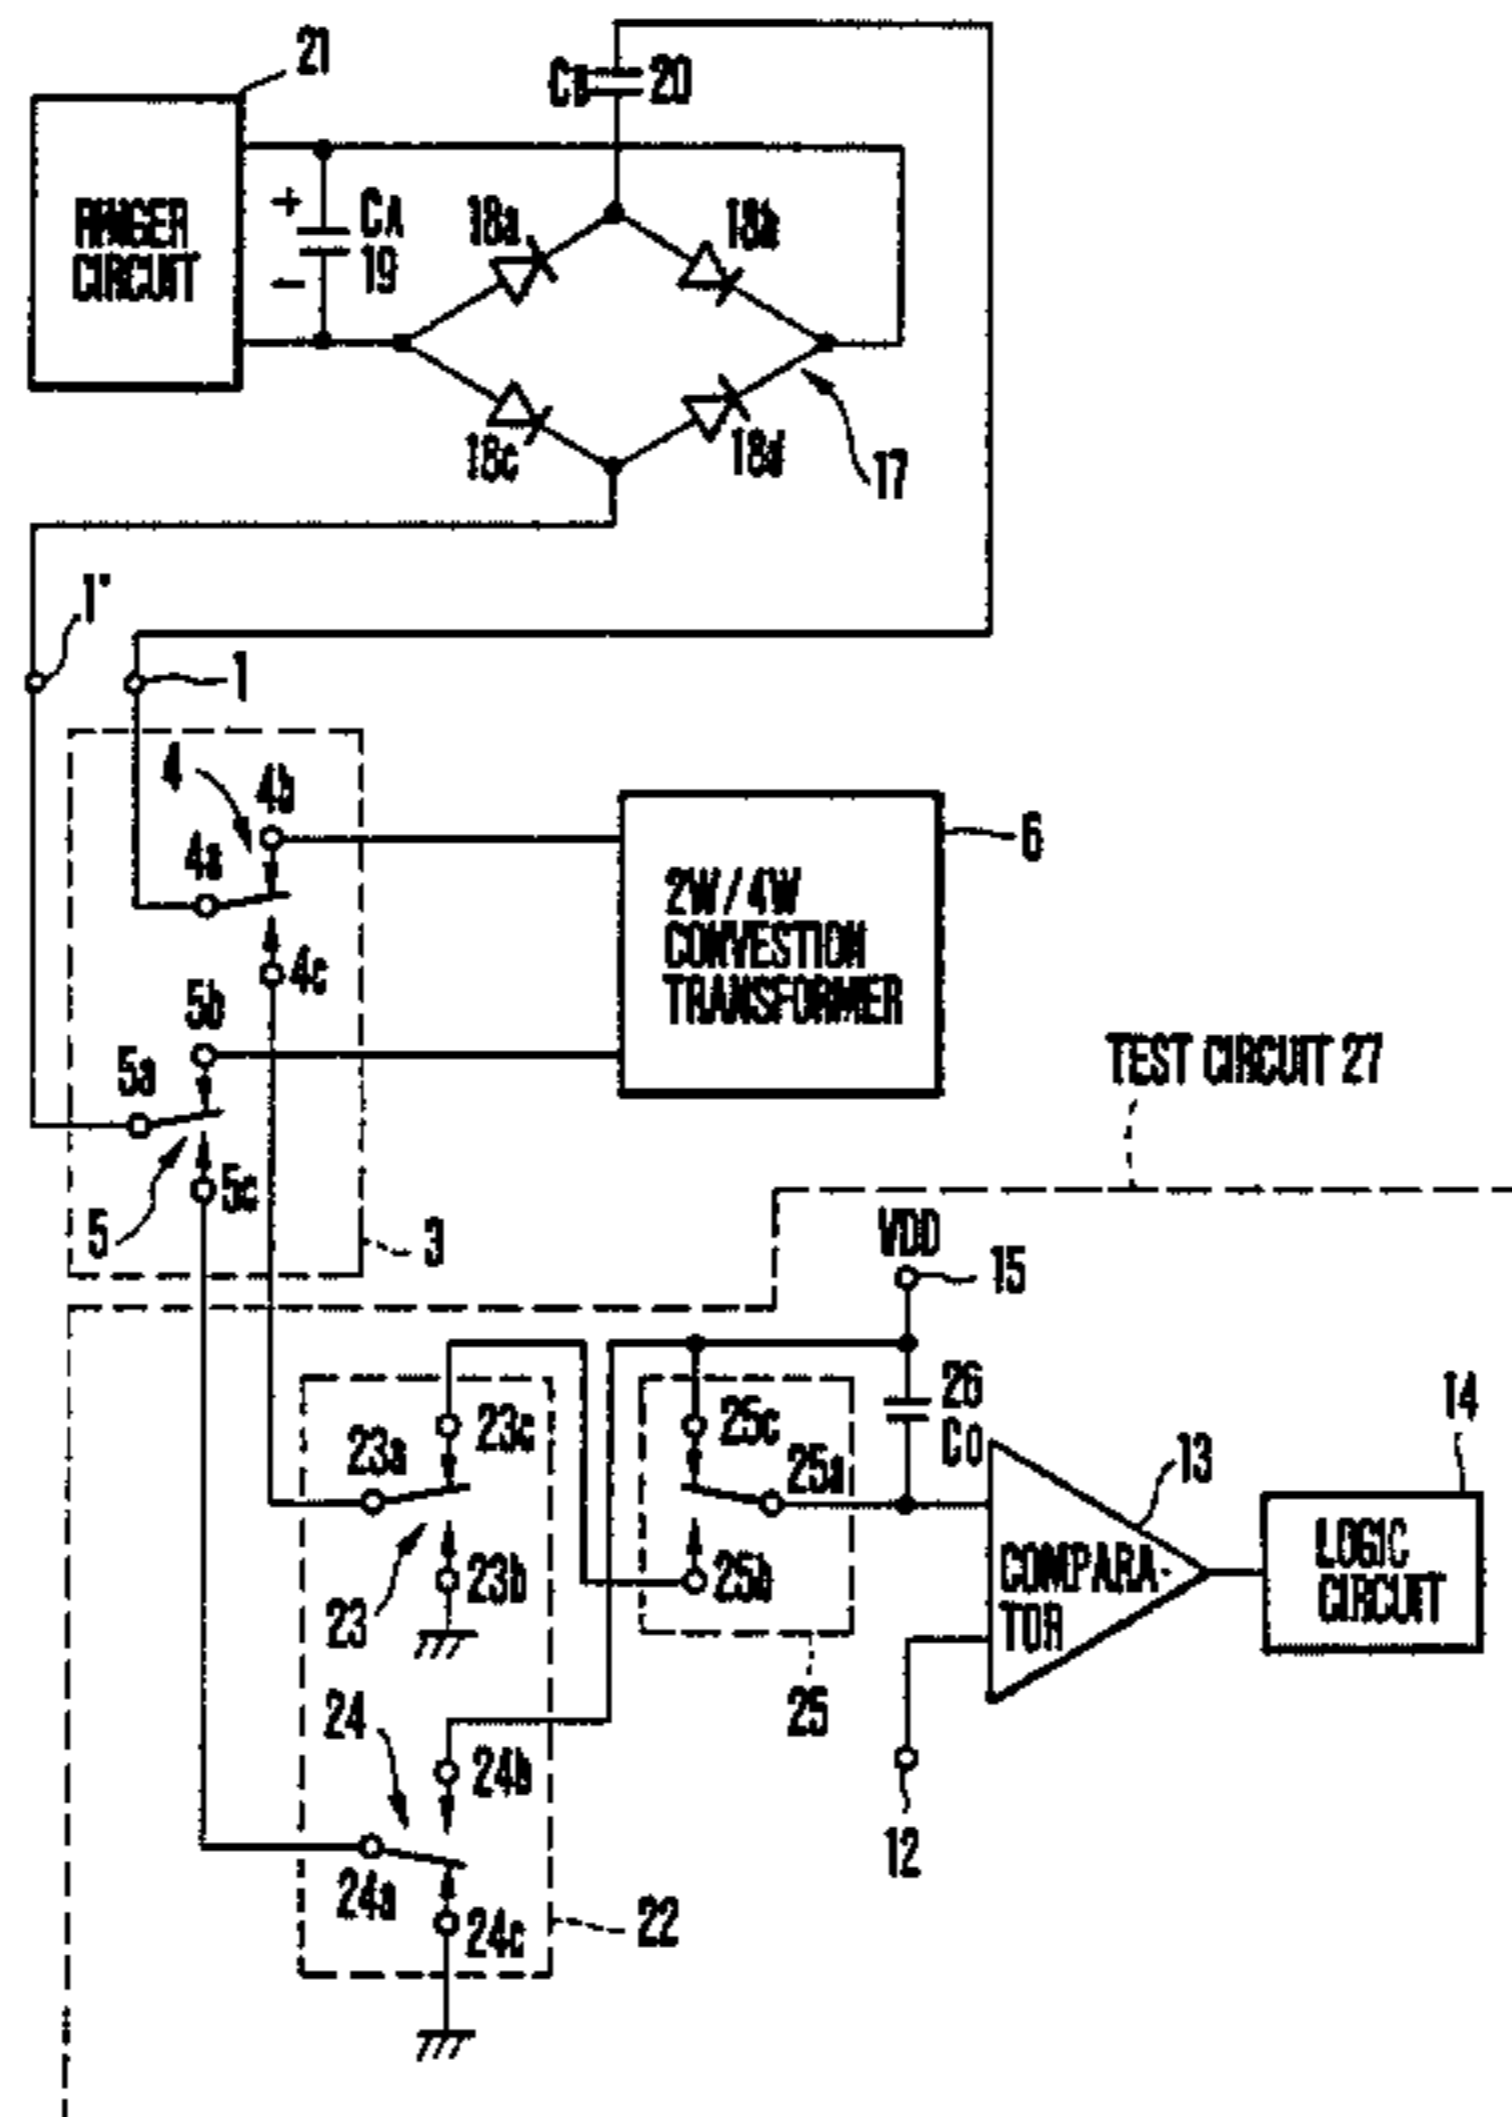 21
CB 20
RINGER
CIRCUIT
+
CA
19
−
18a
18b
18c
18d
17
1'
1
4
4b
4a
4c
5b
5a
5c
5
3
2W/4W
CONVESTION
TRANSFORMER
6
TEST CIRCUIT 27
VDD
15
23c
23a
23b
23
25c
25a
25b
25
26
CO
13
14
COMPARA-
TOR
LOGIC
CIRCUIT
12
24
24b
24a
24c
22